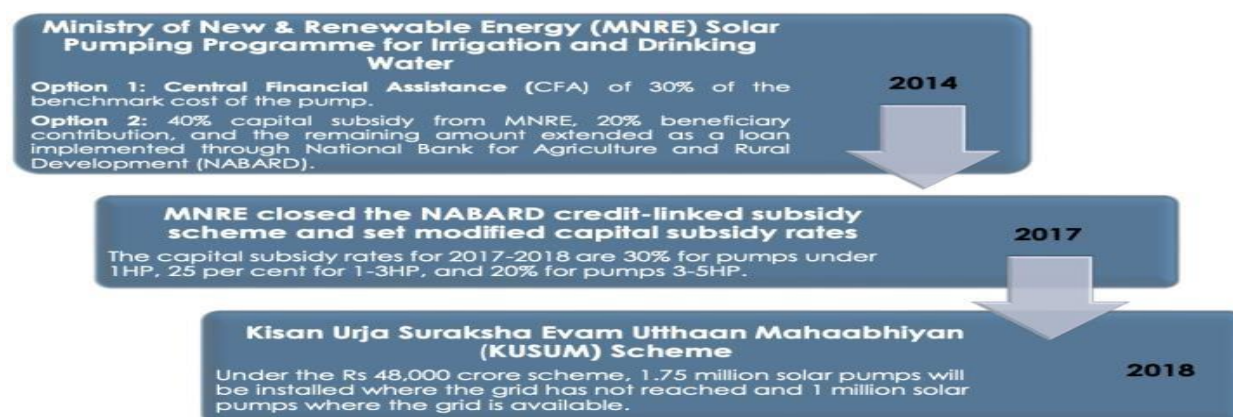 Ministry of New & Renewable Energy (MNRE) Solar
Pumping Programme for Irrigation and Drinking
Water
Option 1: Central Financial Assistance (CFA) of 30% of the
benchmark cost of the pump.
Option 2: 40% capital subsidy from MNRE, 20% beneficiary
contribution, and the remaining amount extended as a loan
implemented through National Bank for Agriculture and Rural
Development (NABARD).
2014
MNRE closed the NABARD credit-linked subsidy
scheme and set modified capital subsidy rates
The capital subsidy rates for 2017-2018 are 30% for pumps under
1HP, 25 per cent for 1-3HP, and 20% for pumps 3-5HP.
2017
Kisan Urja Suraksha Evam Utthaan Mahaabhiyan
(KUSUM) Scheme
Under the Rs 48,000 crore scheme, 1.75 million solar pumps will
be installed where the grid has not reached and 1 million solar
pumps where the grid is available.
2018